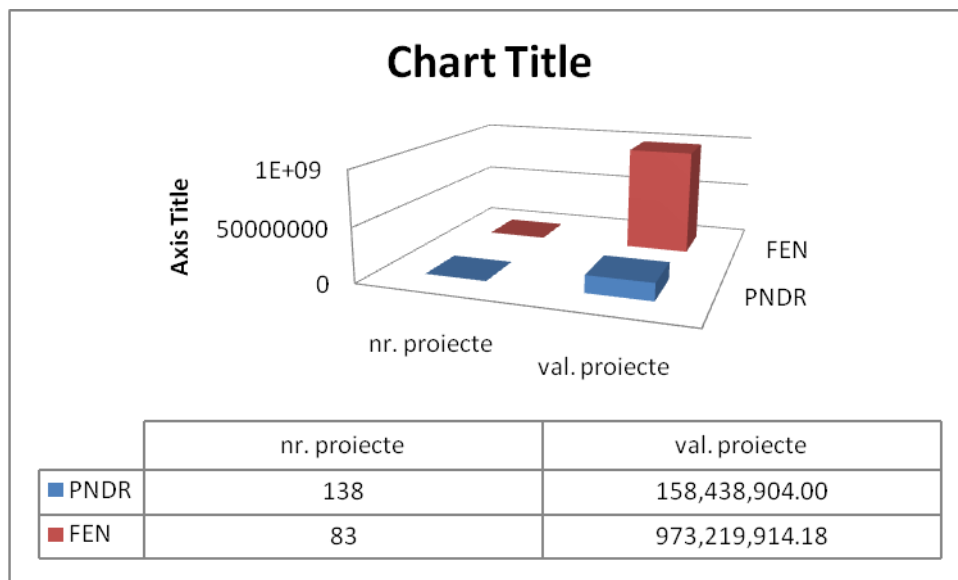 Chart Title
Axis Title
1E+09
50000000
0
FEN
PNDR
nr. proiecte
val. proiecte
nr. proiecte val. proiecte
PNDR 138 158,438,904.00
FEN 83 973,219,914.18